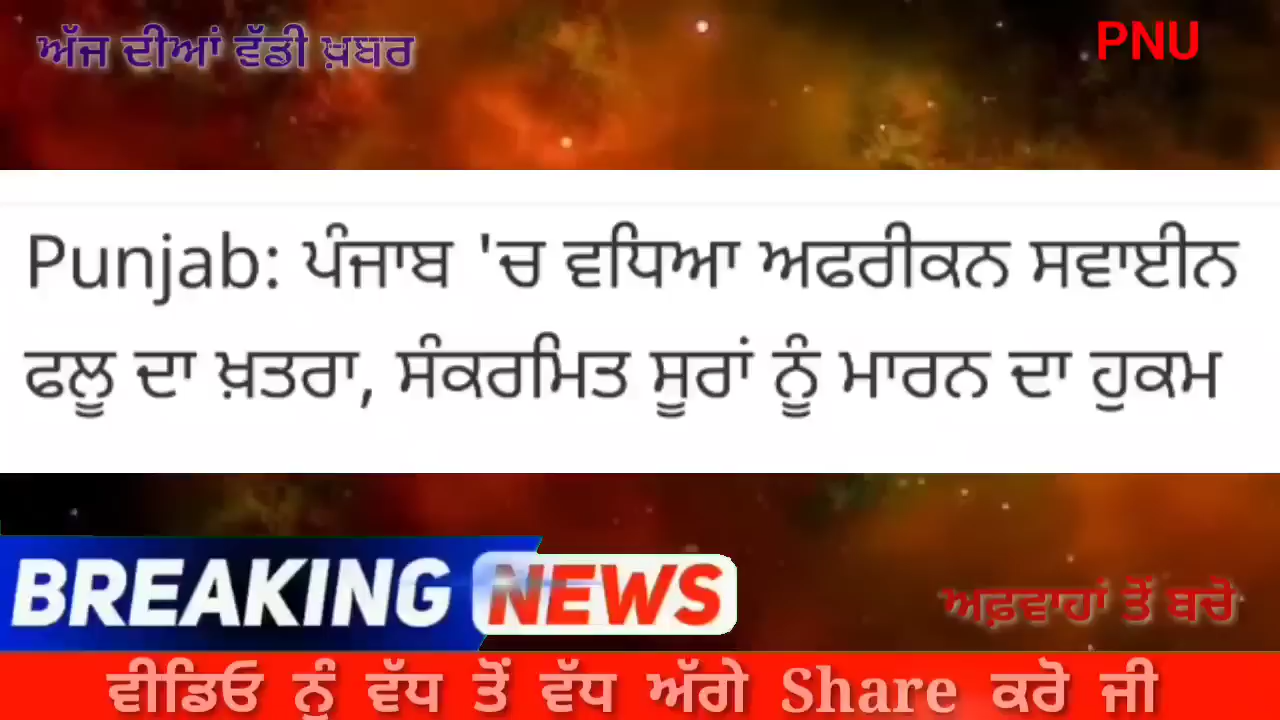 ਅੱਜ ਦੀਆਂ ਵੱਡੀ ਖ਼ਬਰ
PNU
Punjab: ਪੰਜਾਬ 'ਚ ਵਧਿਆ ਅਫਰੀਕਨ ਸਵਾਈਨ
ਫਲੂ ਦਾ ਖ਼ਤਰਾ, ਸੰਕਰਮਿਤ ਸੂਰਾਂ ਨੂੰ ਮਾਰਨ ਦਾ ਹੁਕਮ
BREAKING NEWS
ਅਫ਼ਵਾਹਾਂ ਤੋਂ ਬਚੋ
ਵੀਡਿਓ ਨੂੰ ਵੱਧ ਤੋਂ ਵੱਧ ਅੱਗੇ Share ਕਰੋ ਜੀ